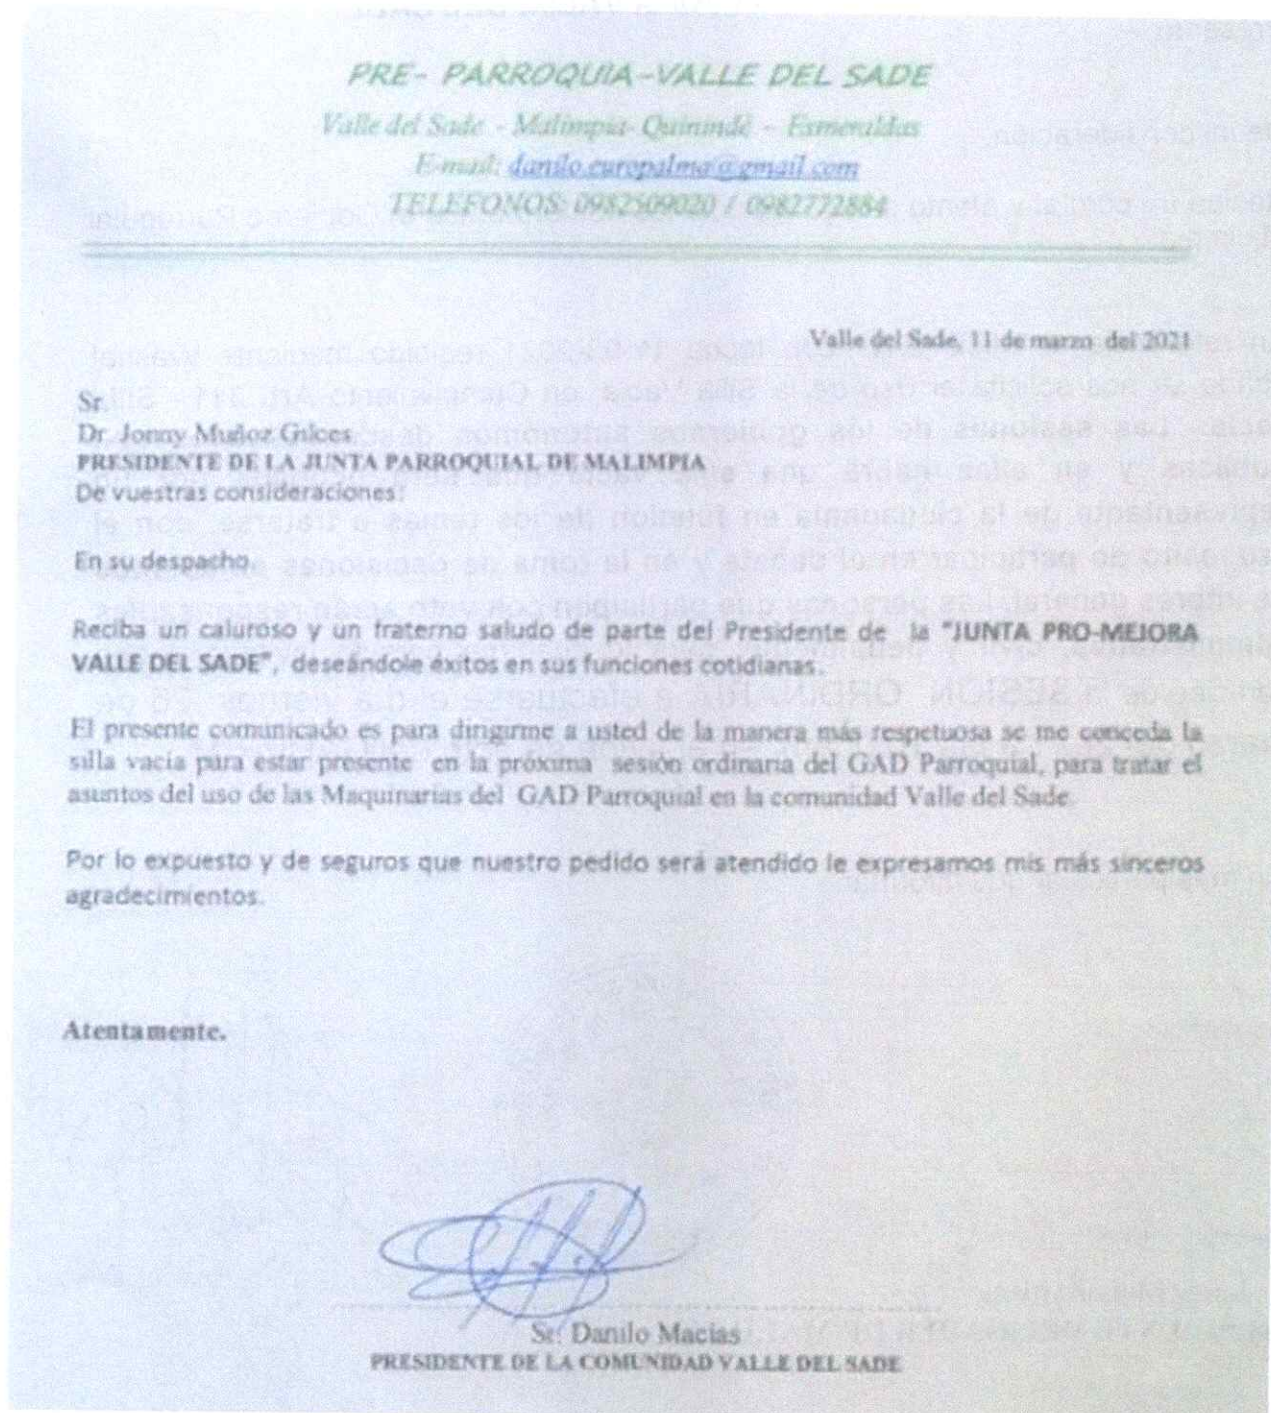 PRE- PARROQUIA-VALLE DEL SADE
Valle del Sade - Malimpia- Quinindé - Esmeraldas
E-mail: danilo.europalma@gmail.com
TELEFONOS: 0982509020 / 0982772884
Valle del Sade, 11 de marzo del 2021
Sr.
Dr. Jonny Muñoz Gilces
PRESIDENTE DE LA JUNTA PARROQUIAL DE MALIMPIA
De vuestras consideraciones:
En su despacho.
Reciba un caluroso y un fraterno saludo de parte del Presidente de la "JUNTA PRO-MEJORA
VALLE DEL SADE", deseándole éxitos en sus funciones cotidianas.
El presente comunicado es para dirigirme a usted de la manera más respetuosa se me conceda la
silla vacía para estar presente en la próxima sesión ordinaria del GAD Parroquial, para tratar el
asuntos del uso de las Maquinarias del GAD Parroquial en la comunidad Valle del Sade.
Por lo expuesto y de seguros que nuestro pedido será atendido le expresamos mis más sinceros
agradecimientos.
Atentamente.
Sr: Danilo Macias
PRESIDENTE DE LA COMUNIDAD VALLE DEL SADE